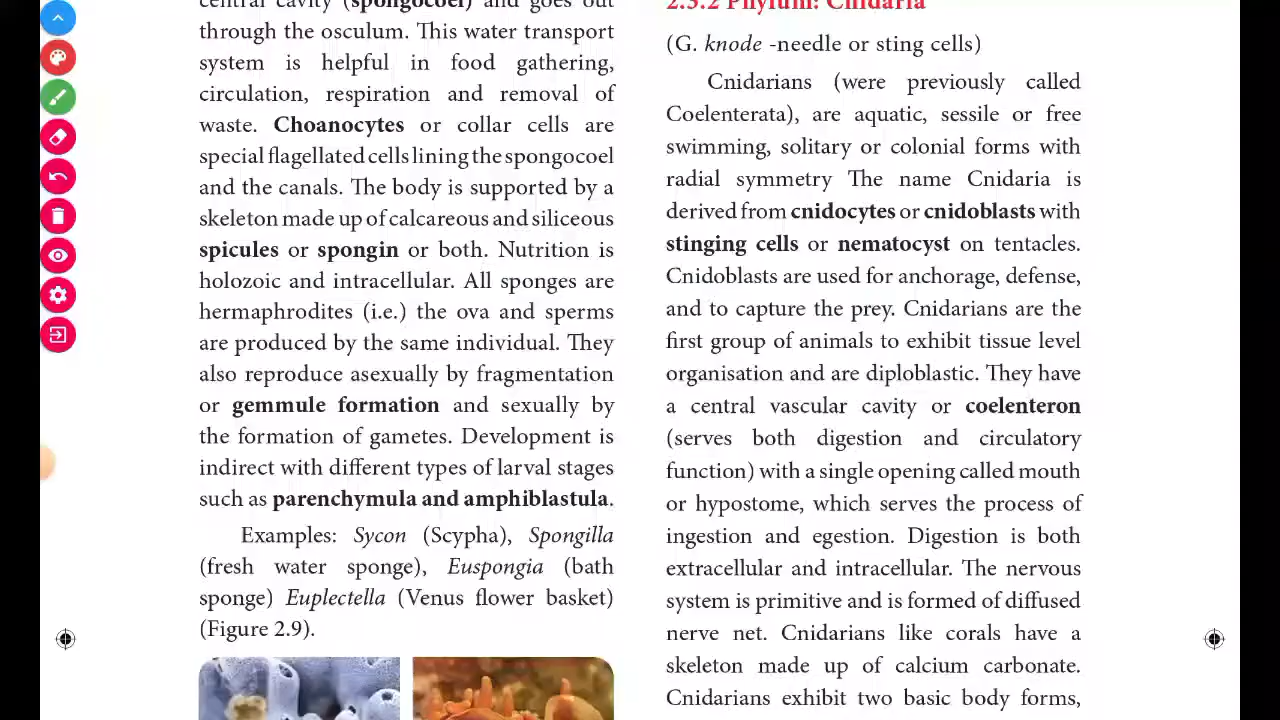 central cavity (spongocoel) and goes out
through the osculum. This water transport
system is helpful in food gathering,
circulation, respiration and removal of
waste. Choanocytes or collar cells are
special flagellated cells lining the spongocoel
and the canals. The body is supported by a
skeleton made up of calcareous and siliceous
spicules or spongin or both. Nutrition is
holozoic and intracellular. All sponges are
hermaphrodites (i.e.) the ova and sperms
are produced by the same individual. They
also reproduce asexually by fragmentation
or gemmule formation and sexually by
the formation of gametes. Development is
indirect with different types of larval stages
such as parenchymula and amphiblastula.
Examples: Sycon (Scypha), Spongilla
(fresh water sponge), Euspongia (bath
sponge) Euplectella (Venus flower basket)
(Figure 2.9).
2.3.2 Phylum: Cnidaria
(G. knode -needle or sting cells)
Cnidarians (were previously called
Coelenterata), are aquatic, sessile or free
swimming, solitary or colonial forms with
radial symmetry The name Cnidaria is
derived from cnidocytes or cnidoblasts with
stinging cells or nematocyst on tentacles.
Cnidoblasts are used for anchorage, defense,
and to capture the prey. Cnidarians are the
first group of animals to exhibit tissue level
organisation and are diploblastic. They have
a central vascular cavity or coelenteron
(serves both digestion and circulatory
function) with a single opening called mouth
or hypostome, which serves the process of
ingestion and egestion. Digestion is both
extracellular and intracellular. The nervous
system is primitive and is formed of diffused
nerve net. Cnidarians like corals have a
skeleton made up of calcium carbonate.
Cnidarians exhibit two basic body forms,